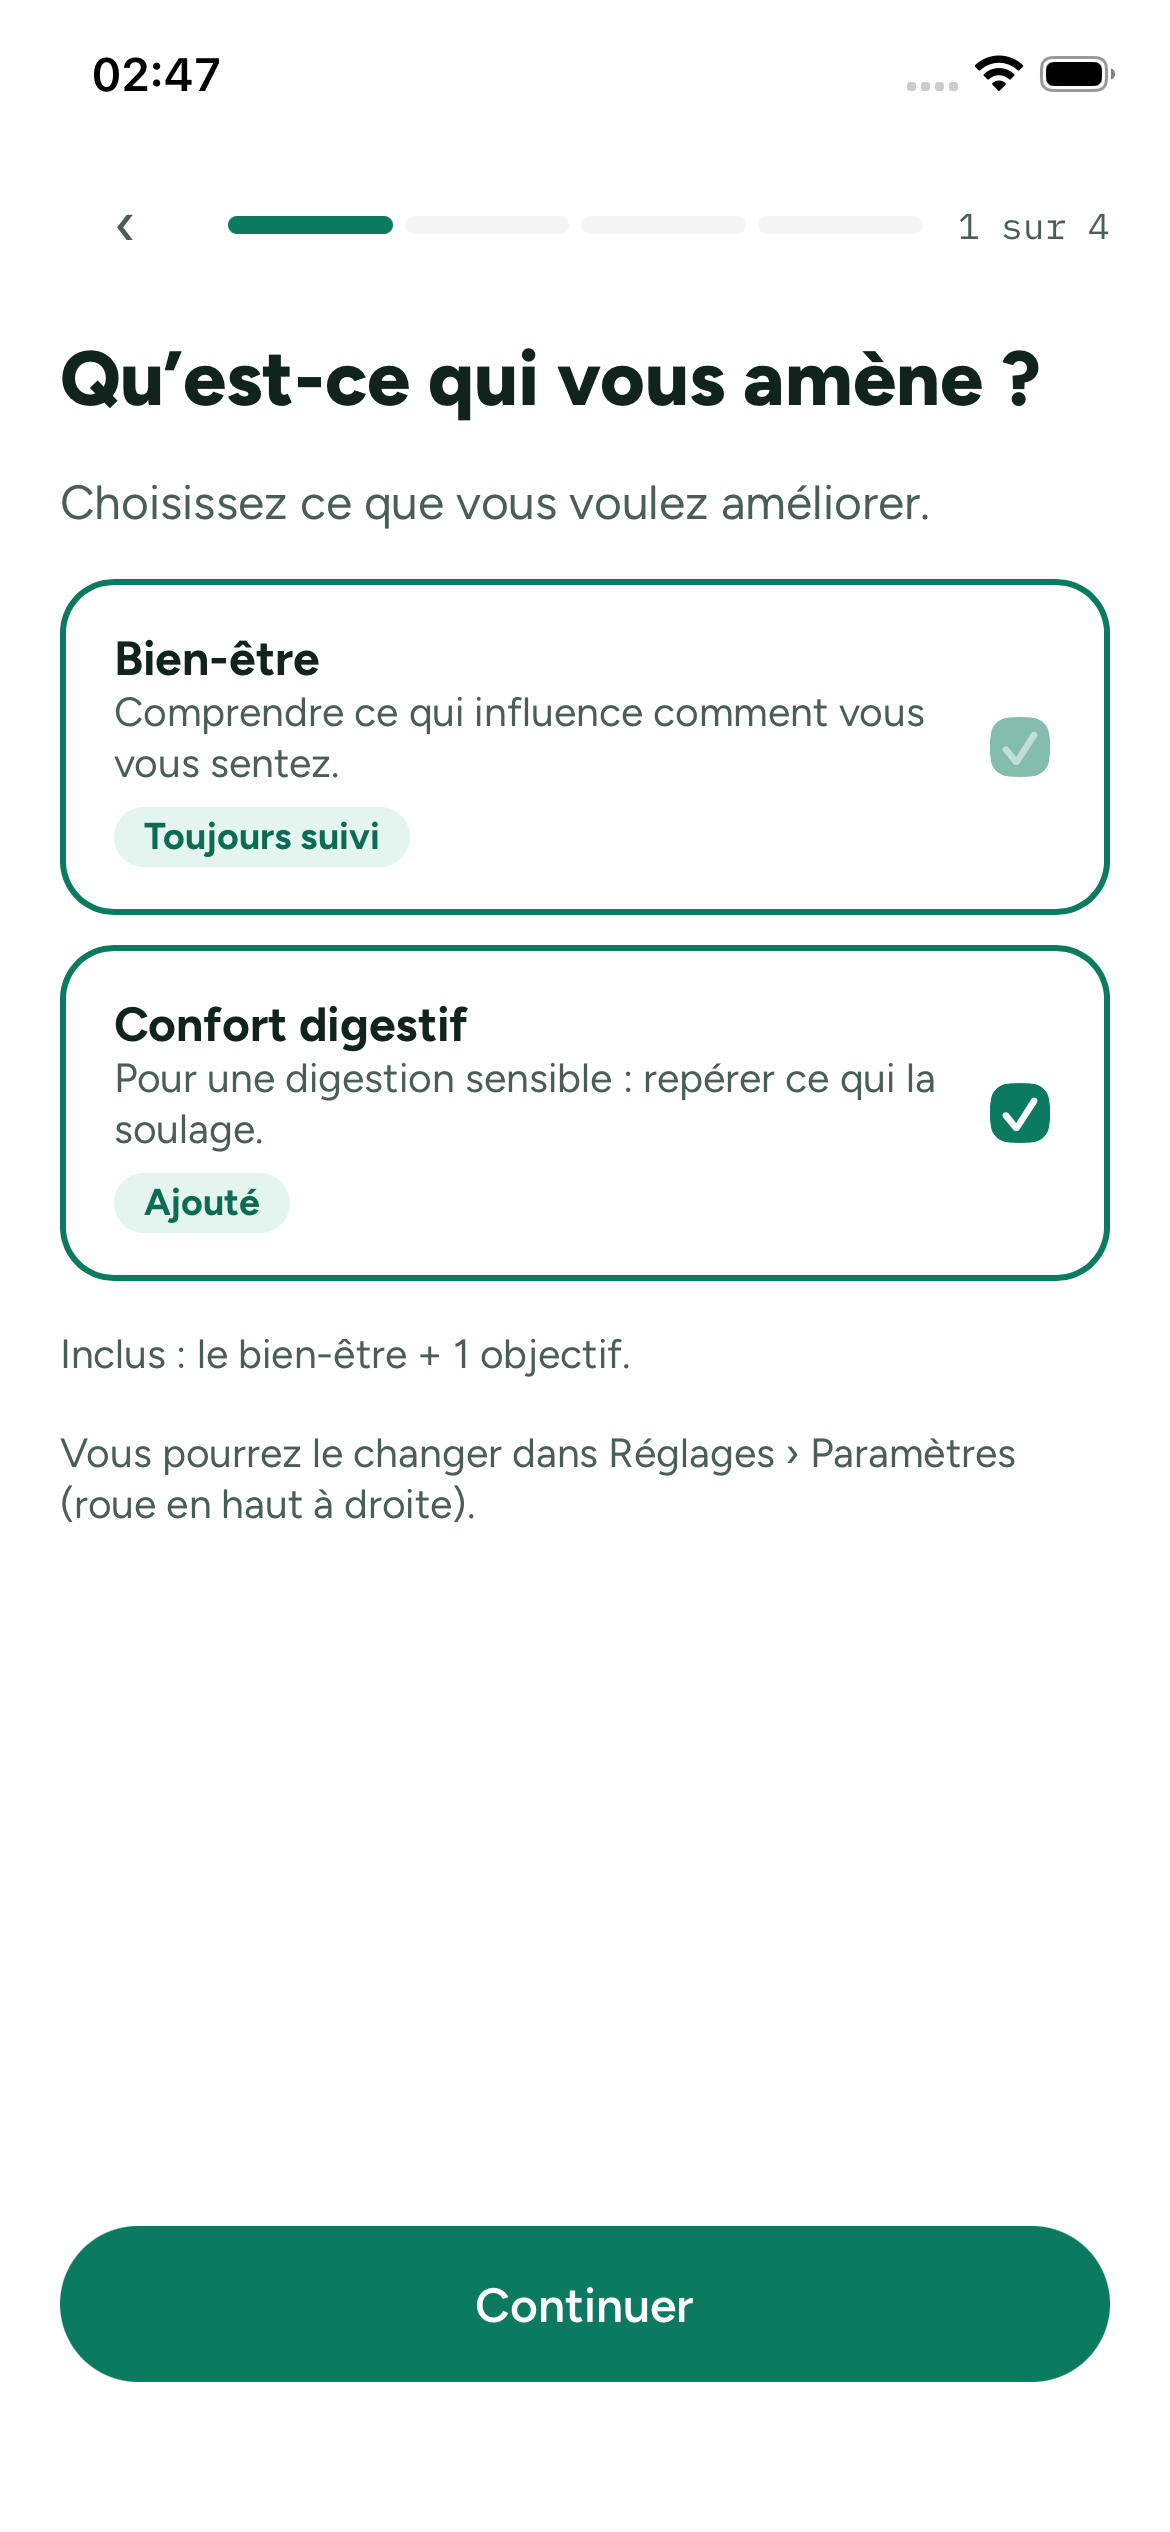 02:47
‹
1 sur 4
Qu’est-ce qui vous amène ?
Choisissez ce que vous voulez améliorer.
Bien-être
Comprendre ce qui influence comment vous
vous sentez.
Toujours suivi
Confort digestif
Pour une digestion sensible : repérer ce qui la
soulage.
Ajouté
Inclus : le bien-être + 1 objectif.
Vous pourrez le changer dans Réglages › Paramètres
(roue en haut à droite).
Continuer